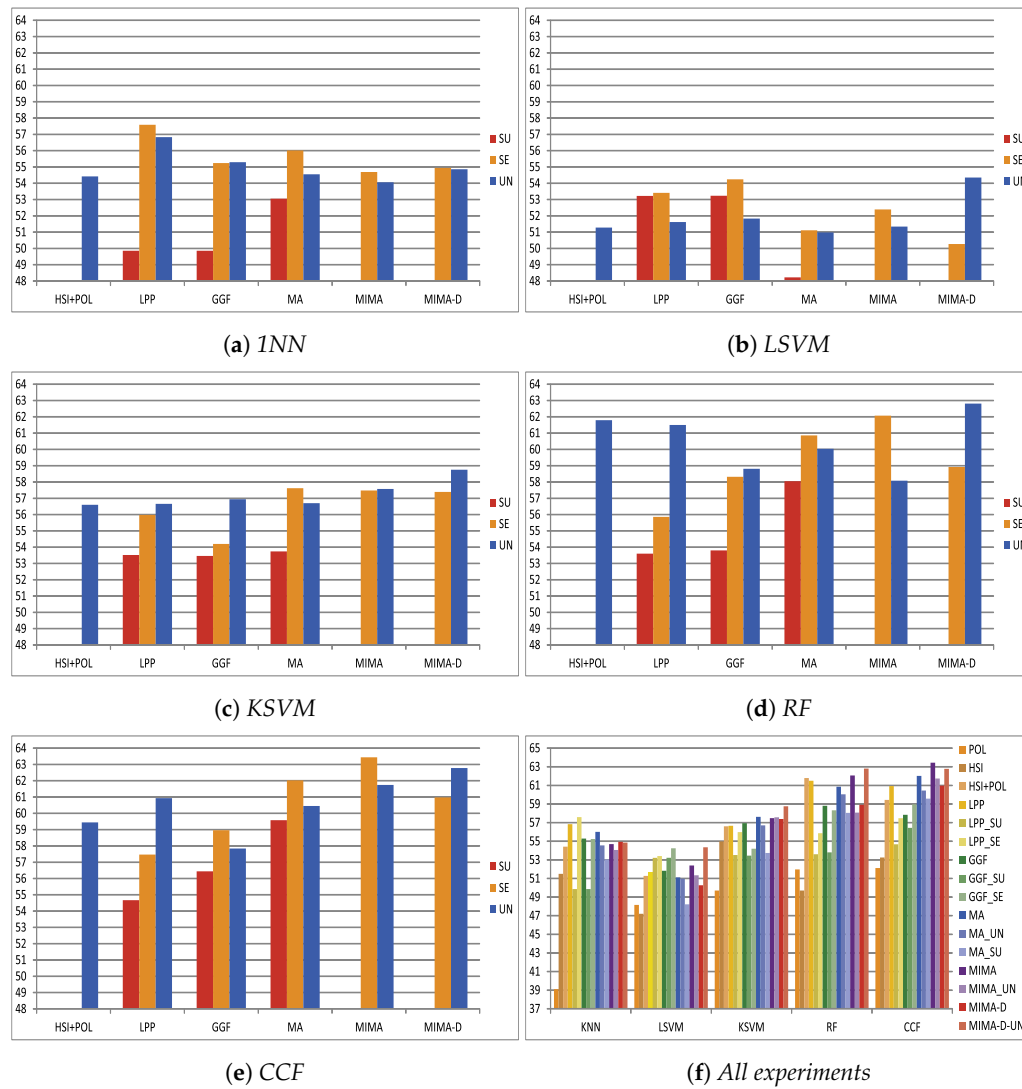 64
63
62
61
60
59
58
57
56
55
54
53
52
51
50
49
48
HSI+POL LPP GGF MA MIMA MIMA-D
SU
SE
UN
(a) 1NN
64
63
62
61
60
59
58
57
56
55
54
53
52
51
50
49
48
HSI+POL LPP GGF MA MIMA MIMA-D
SU
SE
UN
(b) LSVM
64
63
62
61
60
59
58
57
56
55
54
53
52
51
50
49
48
HSI+POL LPP GGF MA MIMA MIMA-D
SU
SE
UN
(c) KSVM
64
63
62
61
60
59
58
57
56
55
54
53
52
51
50
49
48
HSI+POL LPP GGF MA MIMA MIMA-D
SU
SE
UN
(d) RF
64
63
62
61
60
59
58
57
56
55
54
53
52
51
50
49
48
HSI+POL LPP GGF MA MIMA MIMA-D
SU
SE
UN
(e) CCF
65
63
61
59
57
55
53
51
49
47
45
43
41
39
37
KNN LSVM KSVM RF CCF
POL
HSI
HSI+POL
LPP
LPP_SU
LPP_SE
GGF
GGF_SU
GGF_SE
MA
MA_UN
MA_SU
MIMA
MIMA_UN
MIMA-D
MIMA-D-UN
(f) All experiments